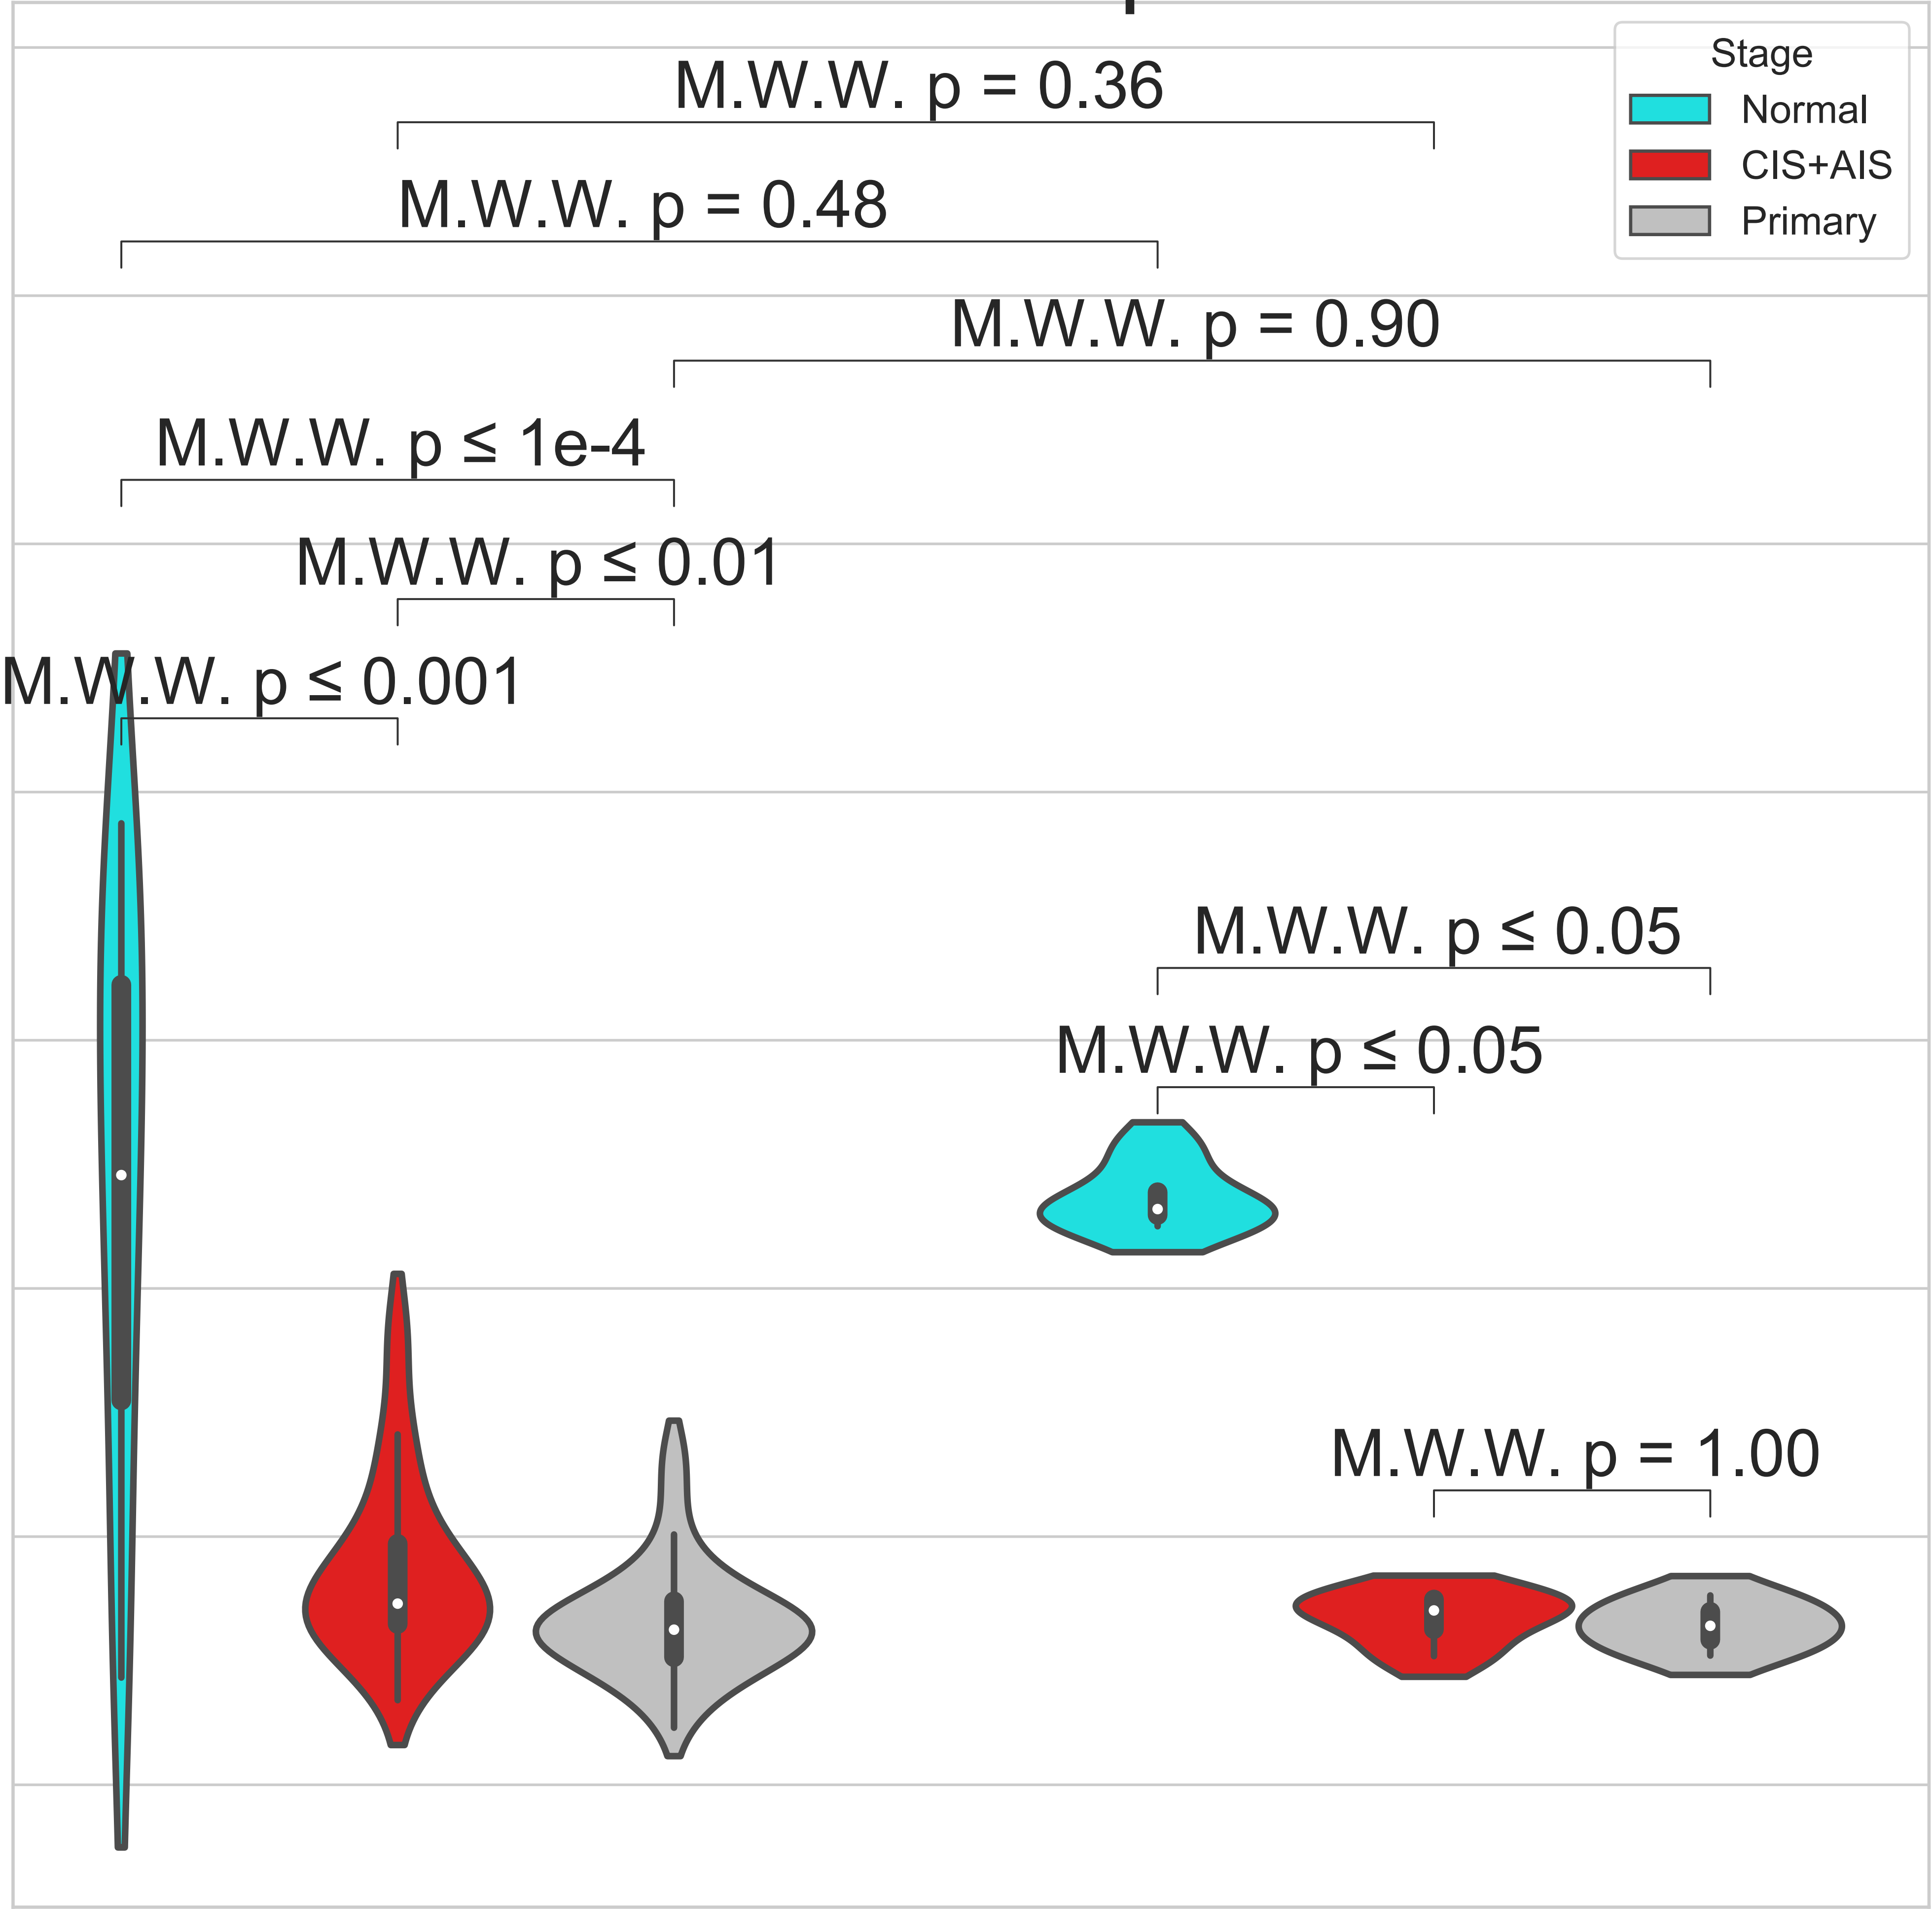 M.W.W. p = 0.36
Stage
Normal
CIS+AIS
Primary
M.W.W. p = 0.48
M.W.W. p = 0.90
M.W.W. p ≤ 1e-4
M.W.W. p ≤ 0.01
M.W.W. p ≤ 0.001
M.W.W. p ≤ 0.05
M.W.W. p ≤ 0.05
M.W.W. p = 1.00